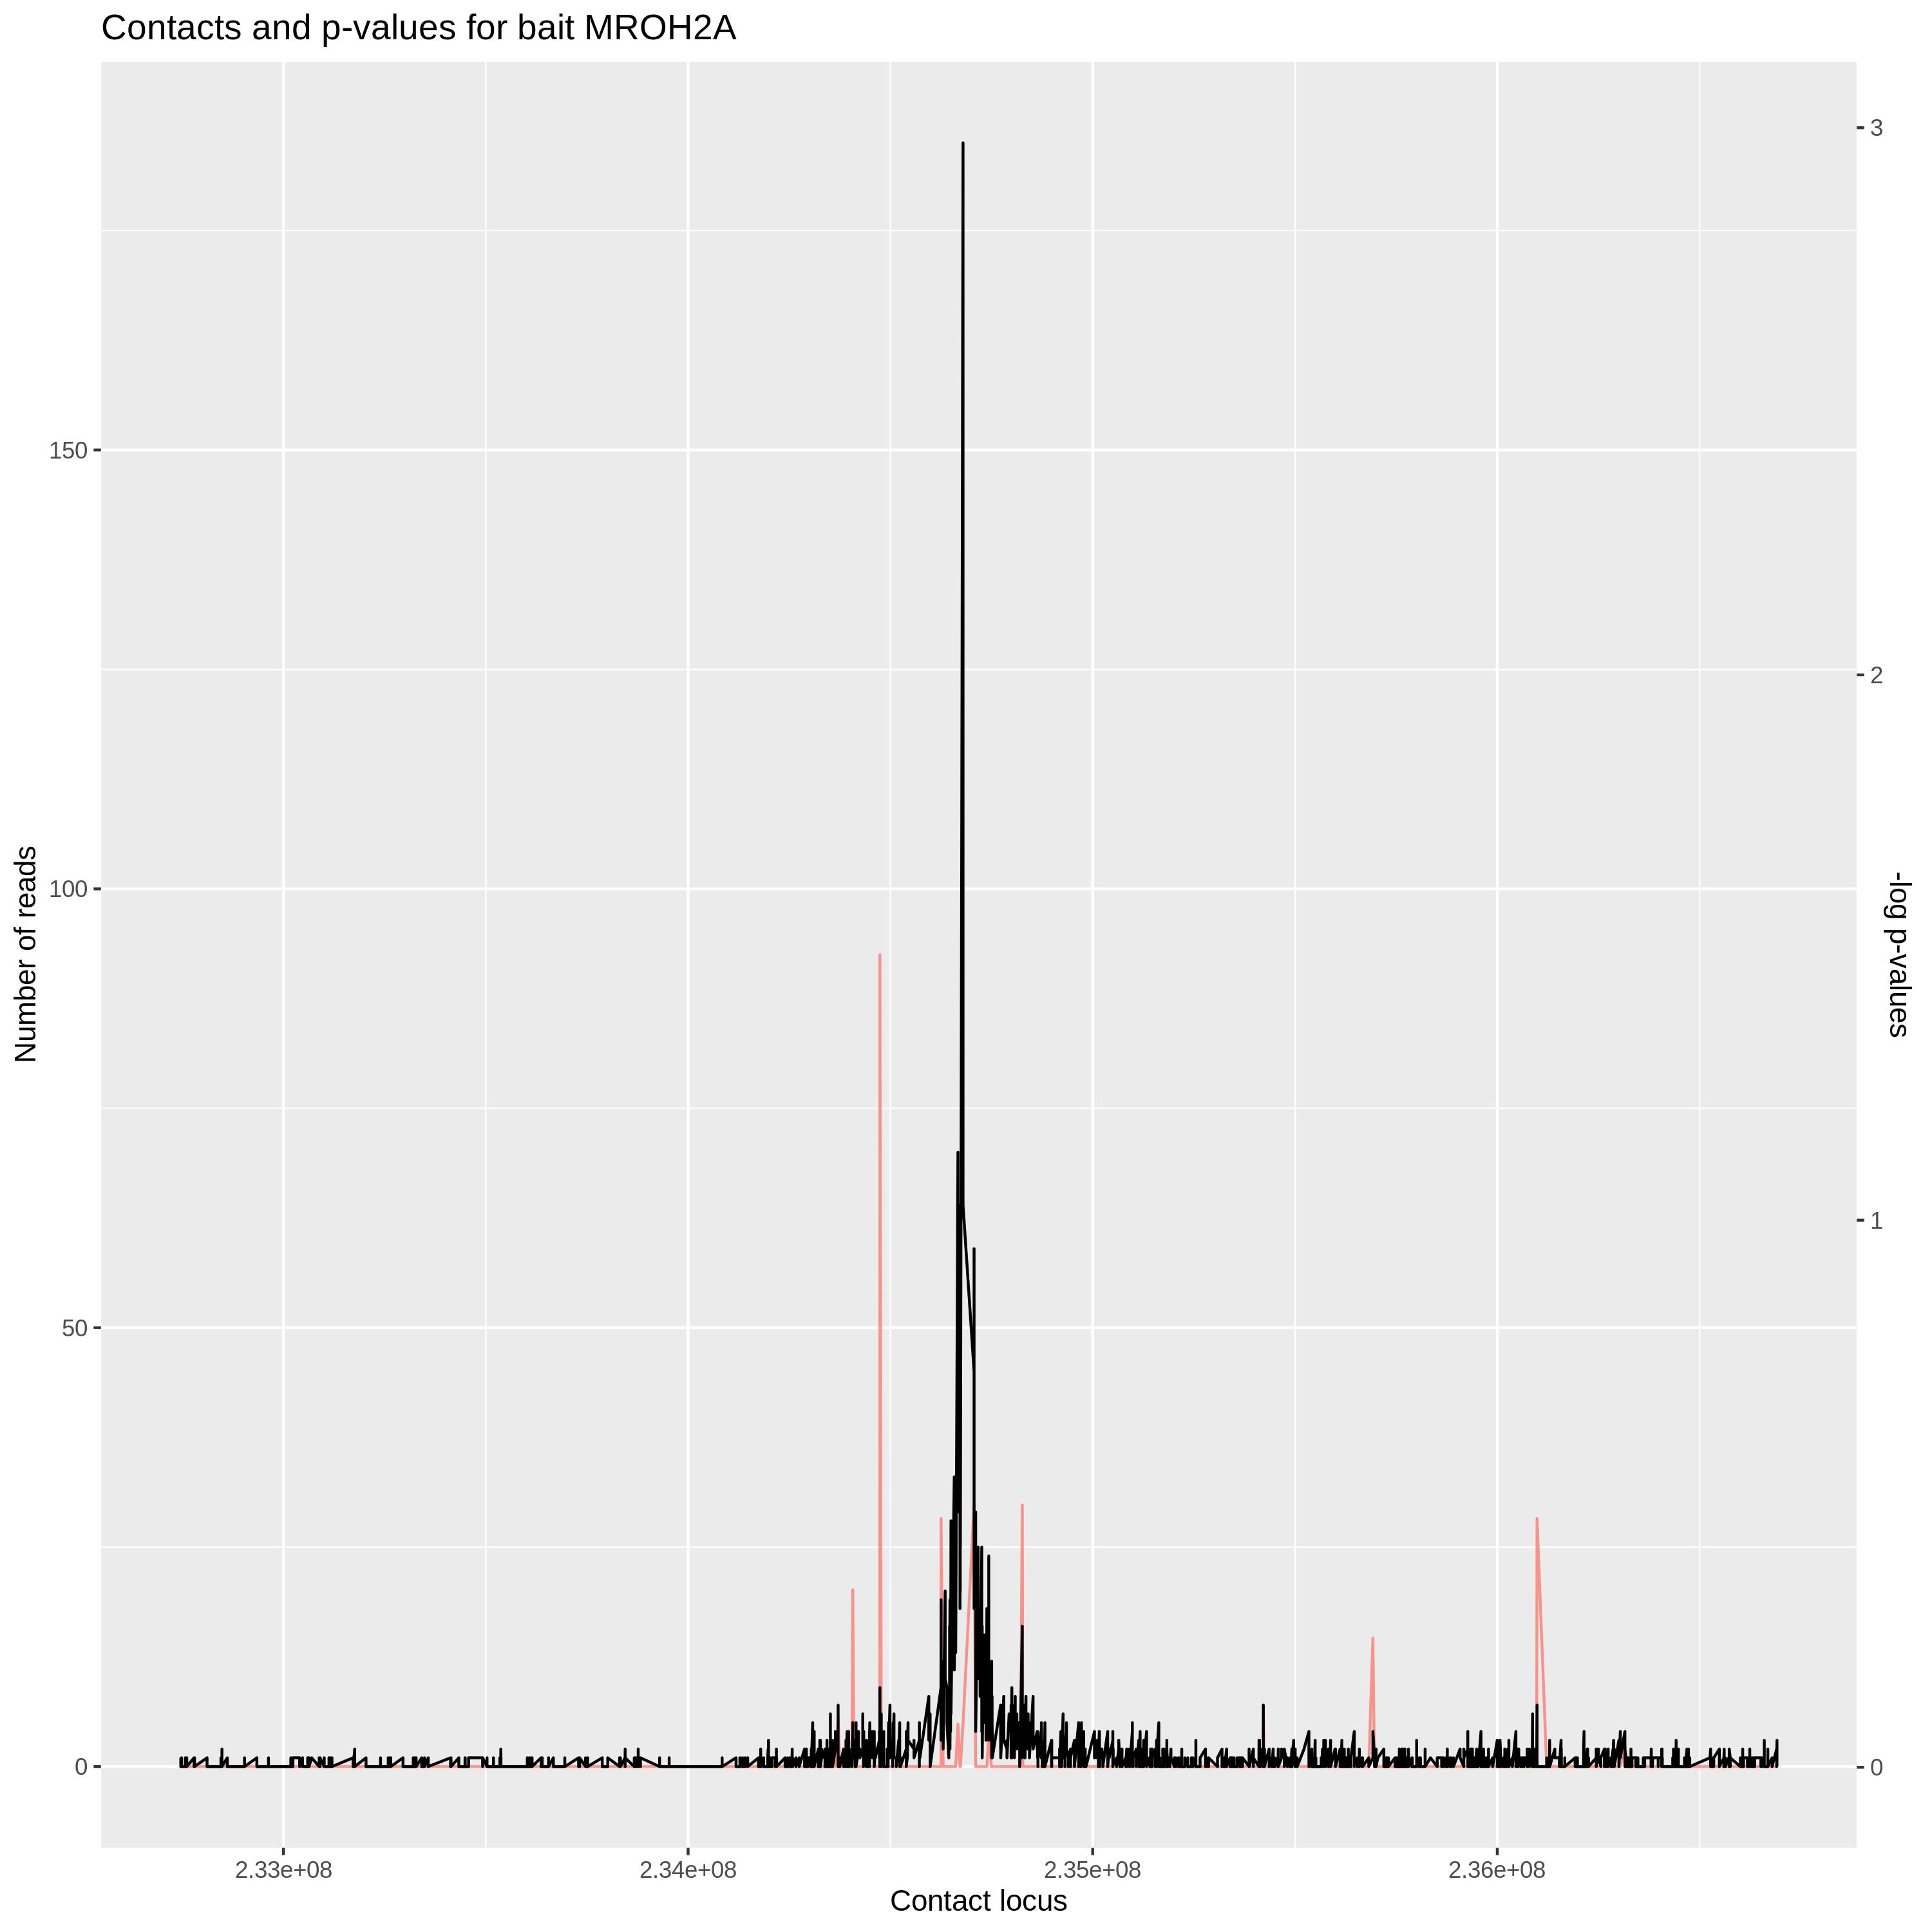 Contacts and p-values for bait MROH2A
Number of reads
150
100
50
0
3
2
1
0
-log p-values
2.33e+08
2.34e+08
2.35e+08
2.36e+08
Contact locus